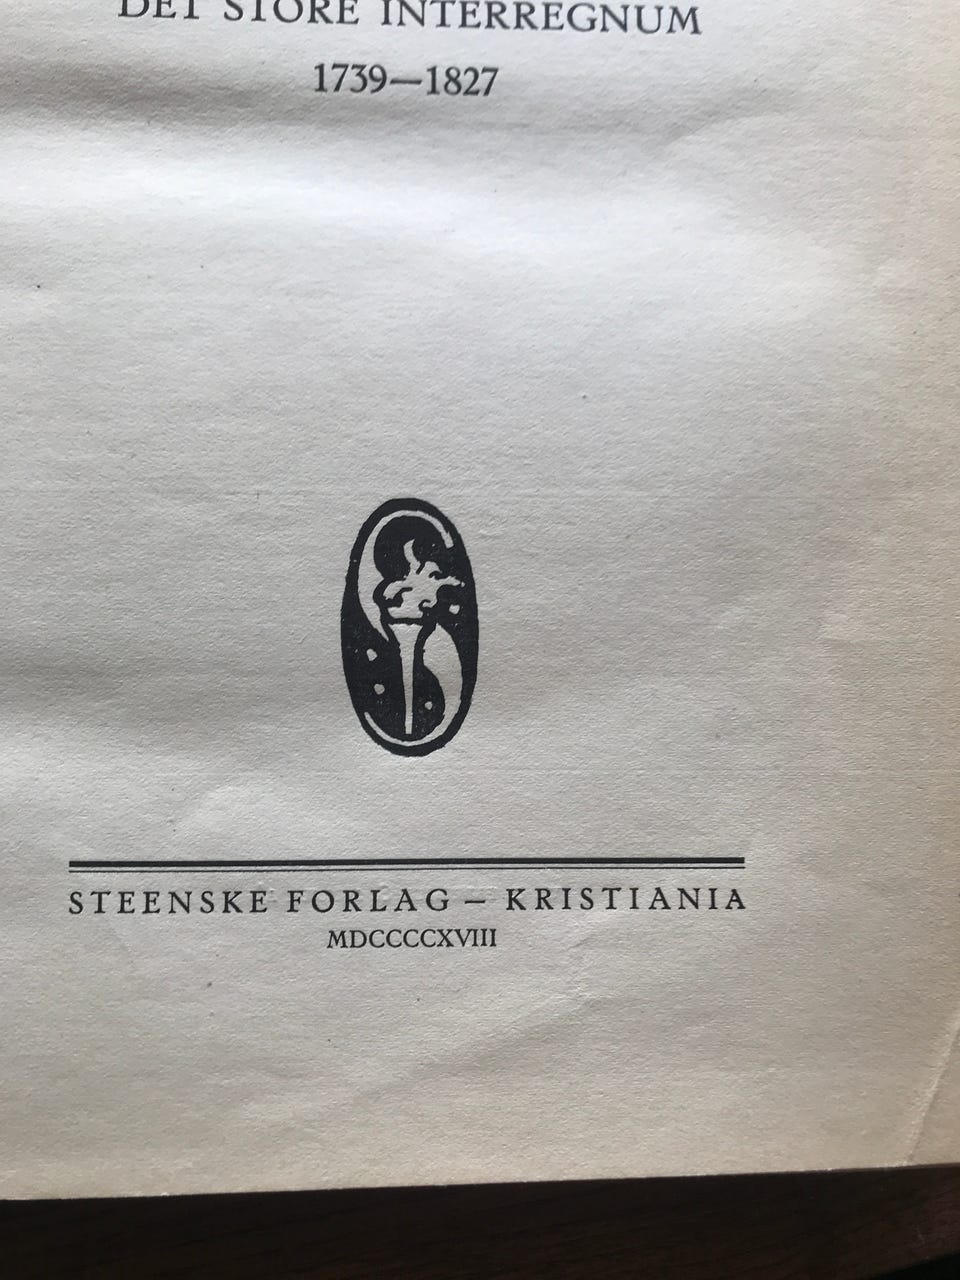 DET STORE INTERREGNUM
1739—1827
STEENSKE FORLAG – KRISTIANIA
MDCCCCXVIII